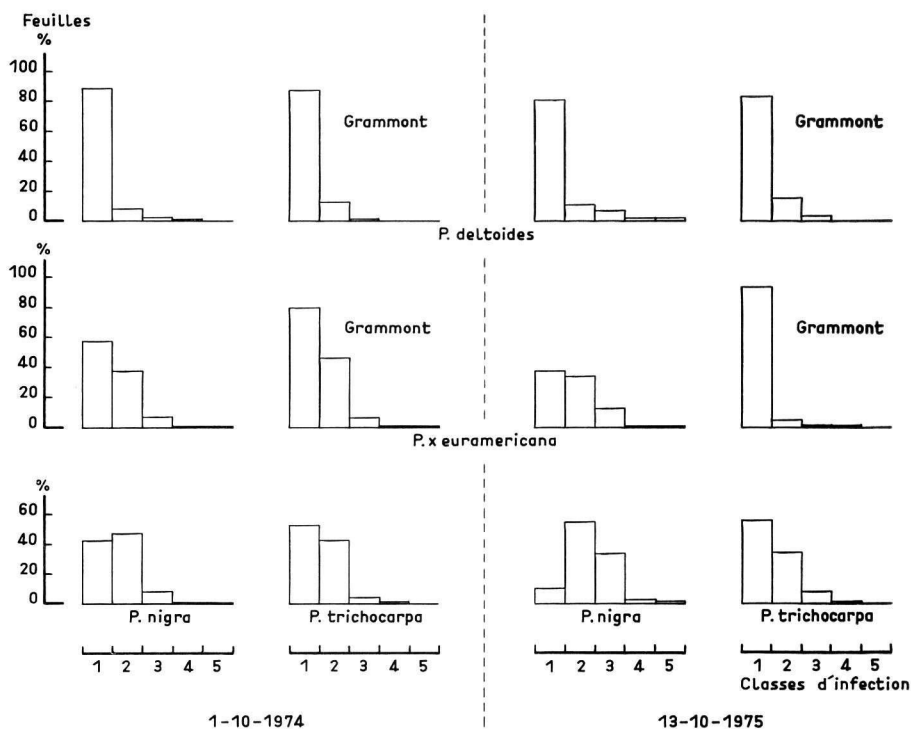 Feuilles
%
100
80
60
40
20
0
Grammont
Grammont
P. deltoides
%
100
80
60
40
20
0
Grammont
Grammont
P. x euramericana
%
60
40
20
0
P. nigra P. trichocarpa P. nigra P. trichocarpa
1 2 3 4 5 1 2 3 4 5 1 2 3 4 5 1 2 3 4 5
Classes d'infection
1-10-1974 13-10-1975